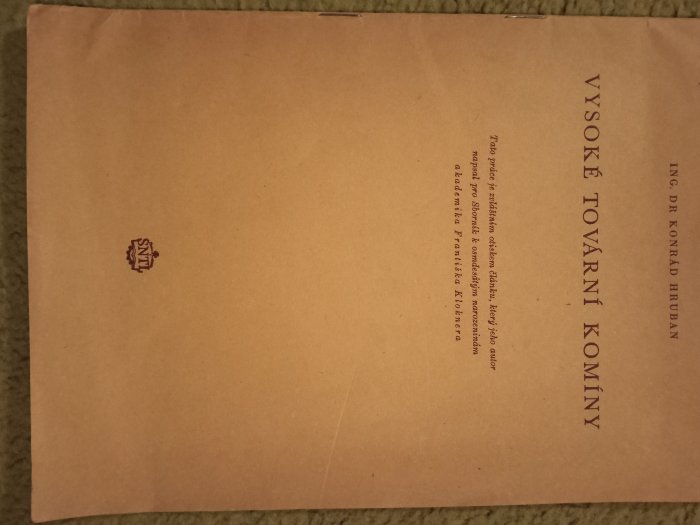 ING. DR KONRÁD HRUBAN
VYSOKÉ TOVÁRNÍ KOMÍNY
Tato práce je zvláštním otiskem článku, který jeho autor
napsal pro Sborník k osmdesátým narozeninám
akademika Františka Kloknera
SNTL